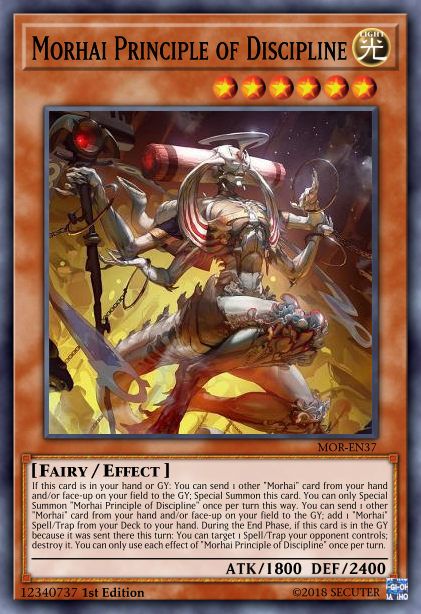 MORHAI PRINCIPLE OF DISCIPLINE
LIGHT
光
MOR-EN37
[FAIRY / EFFECT]
If this card is in your hand or GY: You can send 1 other "Morhai" card from your hand
and/or face-up on your field to the GY; Special Summon this card. You can only Special
Summon "Morhai Principle of Discipline" once per turn this way. You can send 1 other
"Morhai" card from your hand and/or face-up on your field to the GY; add 1 "Morhai"
Spell/Trap from your Deck to your hand. During the End Phase, if this card is in the GY
because it was sent there this turn: You can target 1 Spell/Trap your opponent controls;
destroy it. You can only use each effect of "Morhai Principle of Discipline" once per turn.
ATK/1800 DEF/2400
12340737 1st Edition
©2018 SECUTER